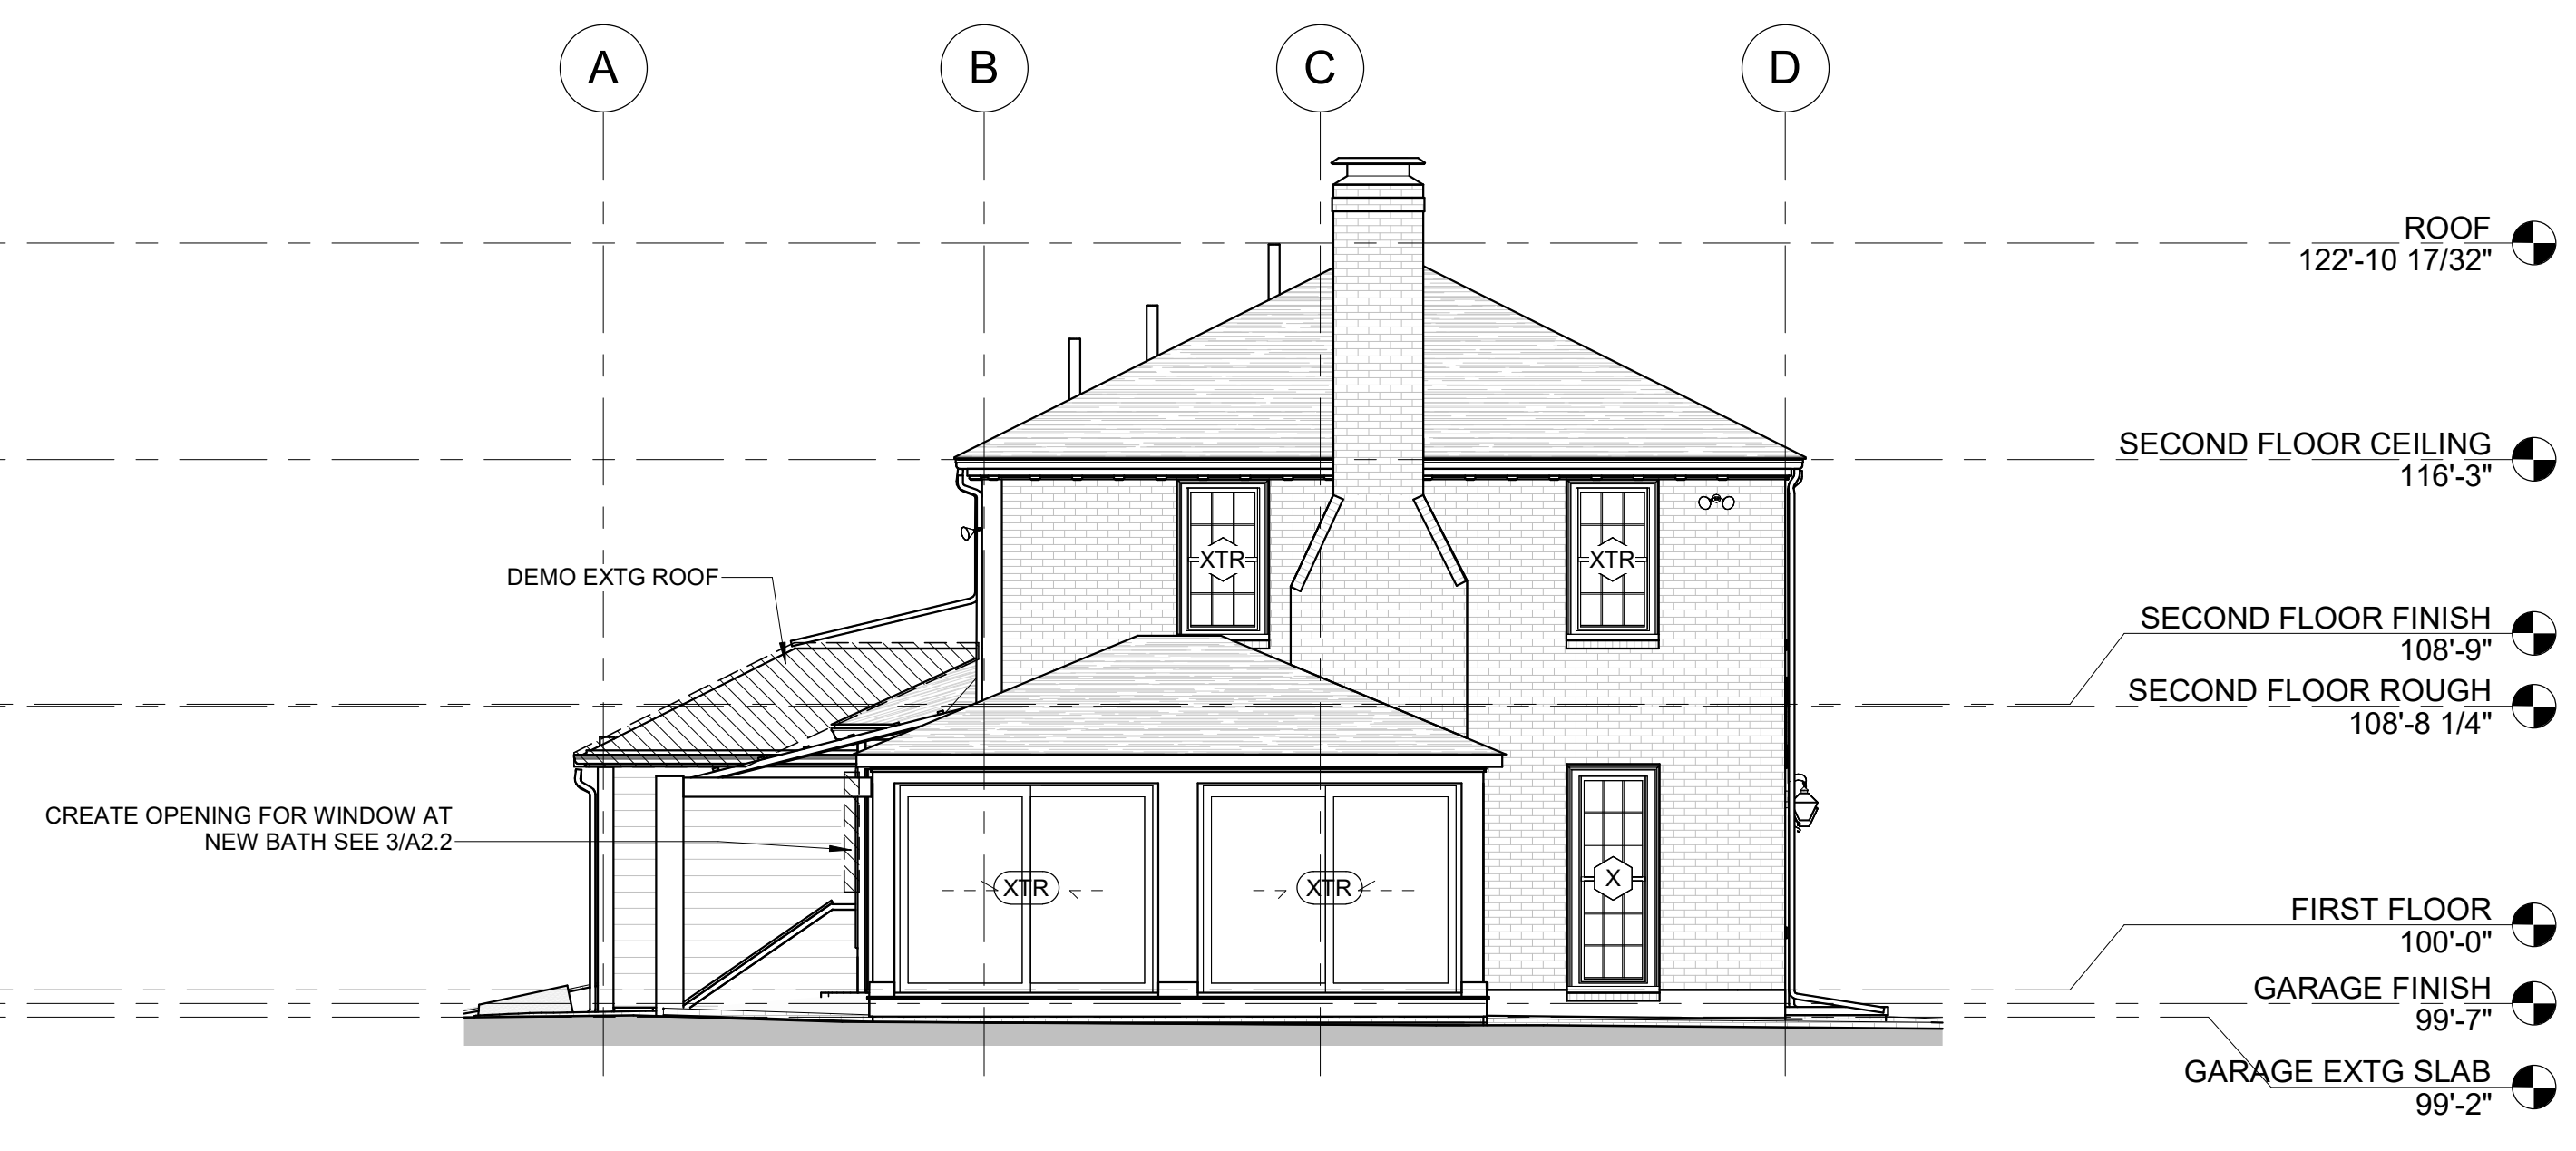 A
B
C
D
ROOF
122'-10 17/32"
SECOND FLOOR CEILING
116'-3"
XTR
XTR
DEMO EXTG ROOF
SECOND FLOOR FINISH
108'-9"
SECOND FLOOR ROUGH
108'-8 1/4"
CREATE OPENING FOR WINDOW AT
NEW BATH SEE 3/A2.2
XTR
XTR
X
FIRST FLOOR
100'-0"
GARAGE FINISH
99'-7"
GARAGE EXTG SLAB
99'-2"